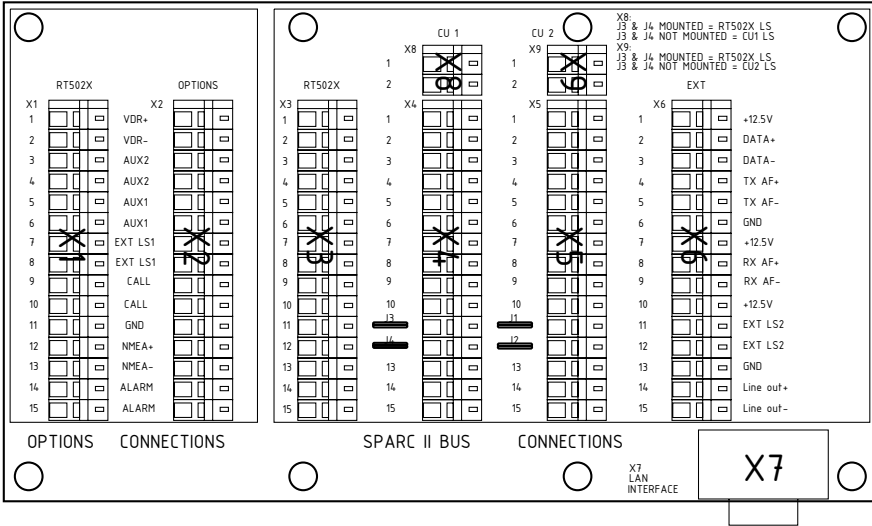 X8:
J3 & J4 MOUNTED = RT502X LS
J3 & J4 NOT MOUNTED = CU1 LS
X9:
J3 & J4 MOUNTED = RT502X LS
J3 & J4 NOT MOUNTED = CU2 LS
CU 1 CU 2
X8 X9
1 X8 1 X9
2 2
RT502X OPTIONS RT502X EXT
X1 X2 X3 X4 X5 X6
1 VDR+ 1 1 1 1 +12.5V
2 VDR- 2 2 2 2 DATA+
3 AUX2 3 3 3 3 DATA-
4 AUX2 4 4 4 4 TX AF+
5 AUX1 5 5 5 5 TX AF-
6 AUX1 6 6 6 6 GND
7 EXT LS1 7 7 7 7 +12.5V
X1 X2 X3 X4 X5 X6
8 EXT LS1 8 8 8 8 RX AF+
9 CALL 9 9 9 9 RX AF-
10 CALL 10 10 10 10 +12.5V
11 GND 11 J3 J1 11 EXT LS2
12 NMEA+ 12 J4 J2 12 EXT LS2
13 NMEA- 13 13 13 13 GND
14 ALARM 14 14 14 14 Line out+
15 ALARM 15 15 15 15 Line out-
OPTIONS CONNECTIONS SPARC II BUS CONNECTIONS
X7
LAN
INTERFACE
X7